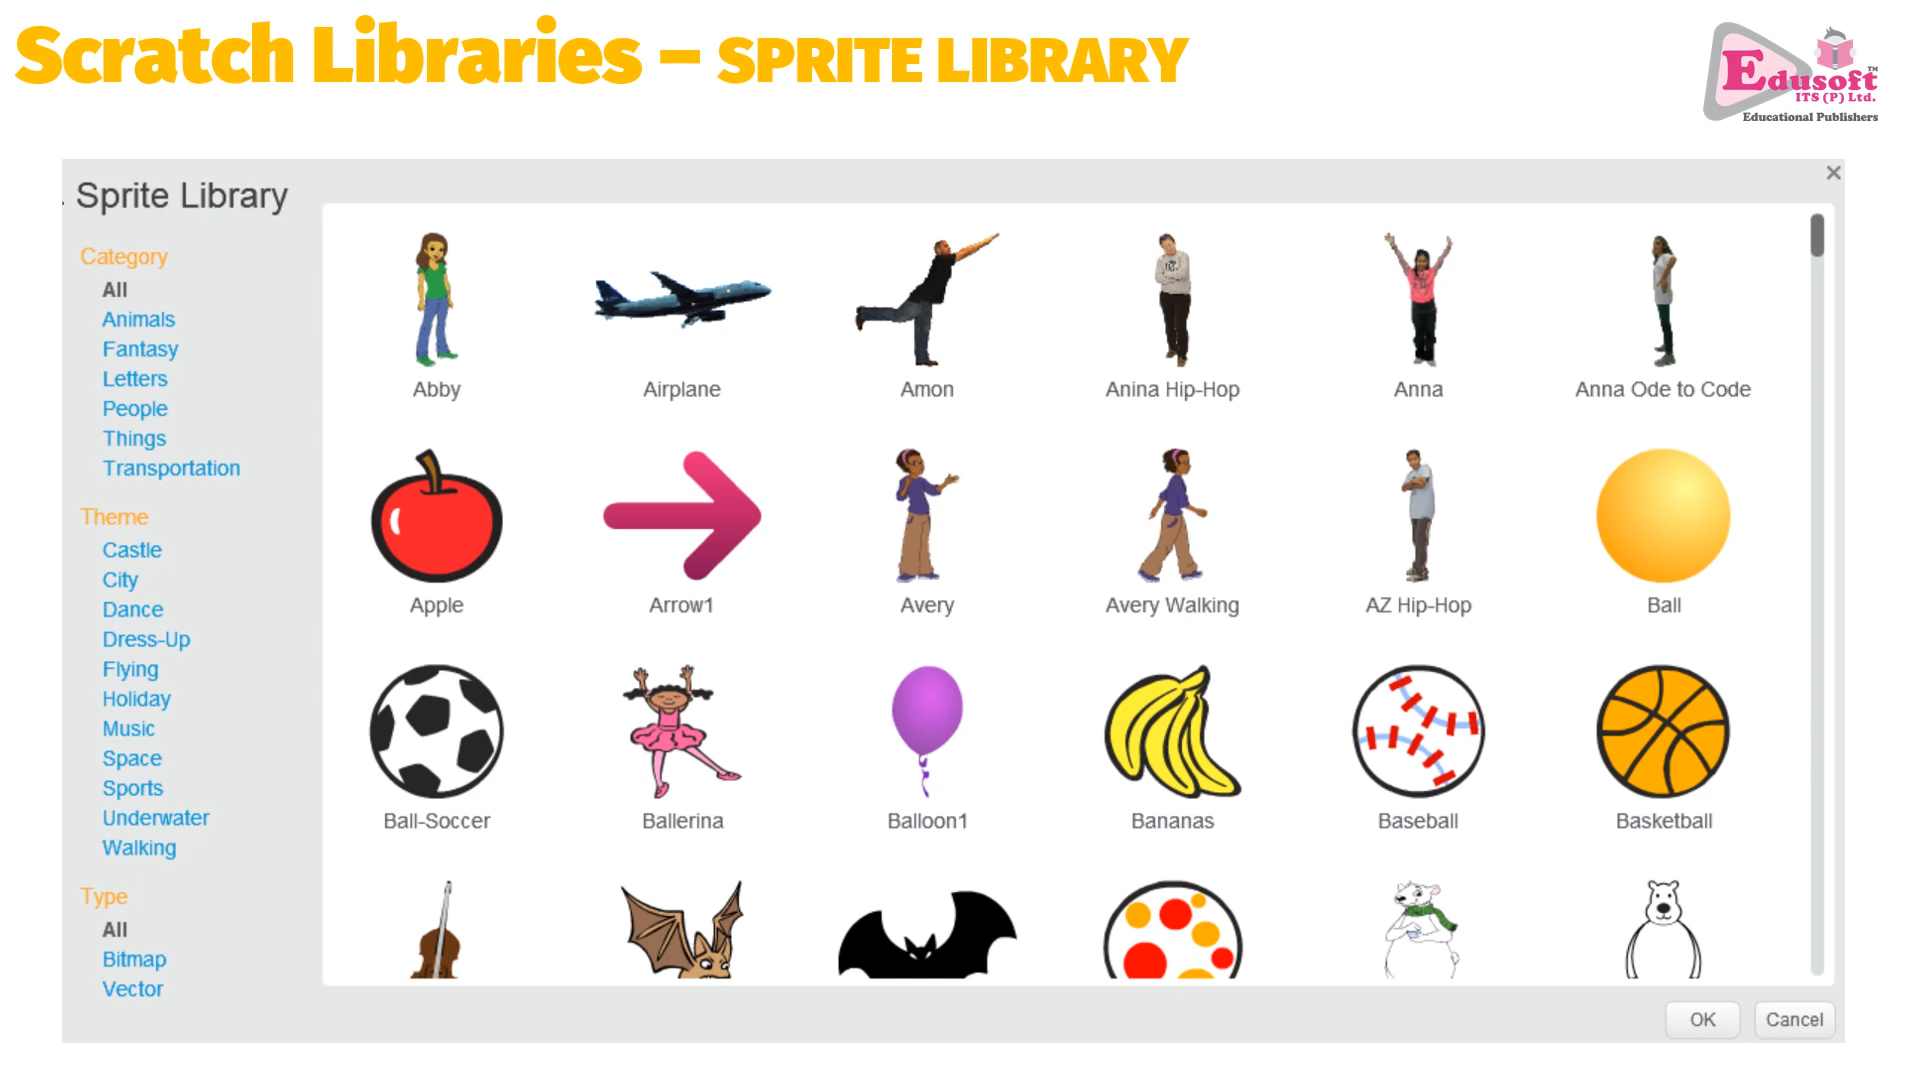 Scratch Libraries – SPRITE LIBRARY
Edusoft™
ITS (P) Ltd.
Educational Publishers
Sprite Library
Category
All
Animals
Fantasy
Letters
People
Things
Transportation
Theme
Castle
City
Dance
Dress-Up
Flying
Holiday
Music
Space
Sports
Underwater
Walking
Type
All
Bitmap
Vector
Abby Airplane Amon Anina Hip-Hop Anna Anna Ode to Code
Apple Arrow1 Avery Avery Walking AZ Hip-Hop Ball
Ball-Soccer Ballerina Balloon1 Bananas Baseball Basketball
OK Cancel